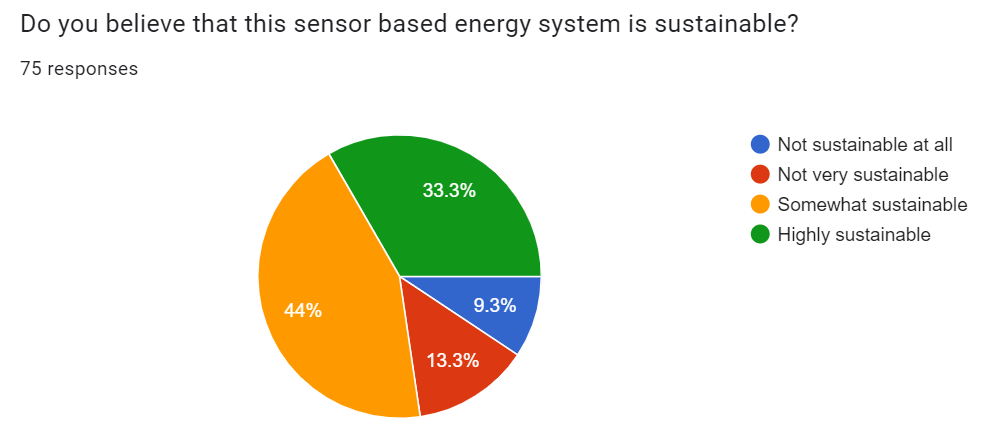 Do you believe that this sensor based energy system is sustainable?
75 responses
33.3%
9.3%
13.3%
44%
Not sustainable at all
Not very sustainable
Somewhat sustainable
Highly sustainable